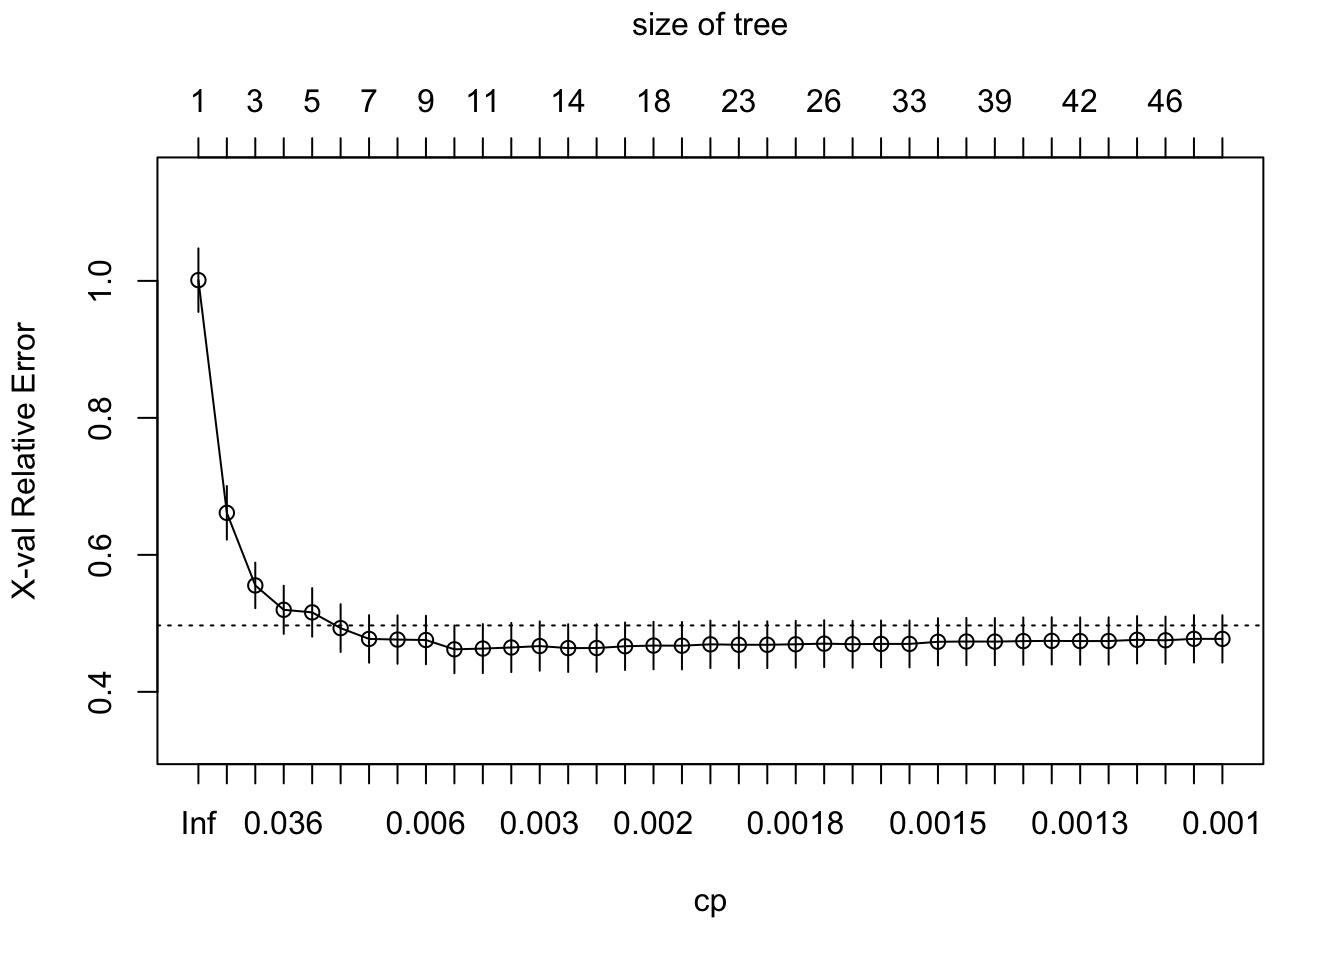 size of tree
1 3 5 7 9 11 14 18 23 26 33 39 42 46
X-val Relative Error
1.0
0.8
0.6
0.4
Inf 0.036 0.006 0.003 0.002 0.0018 0.0015 0.0013 0.001
cp